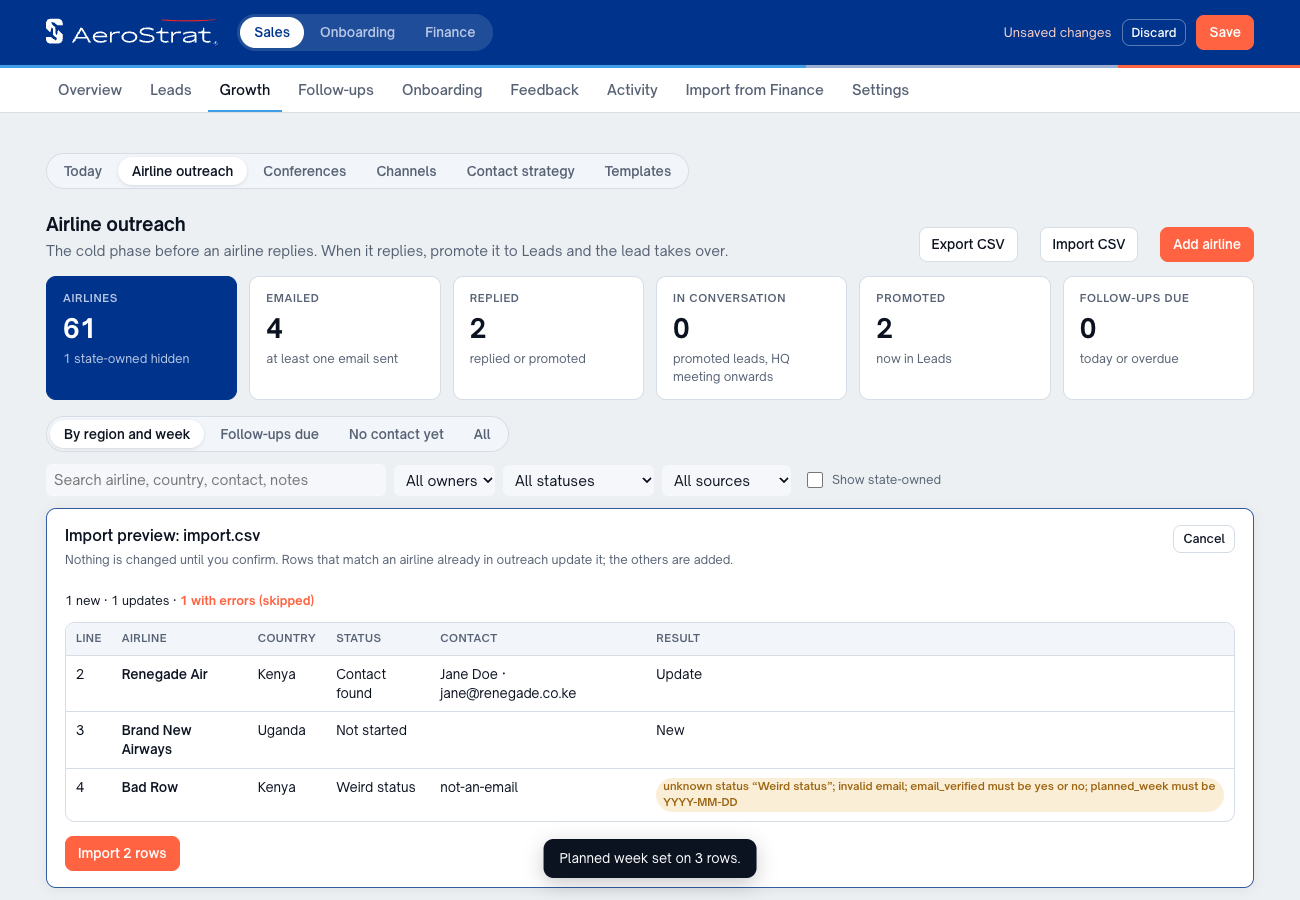 AeroStrat
Sales
Onboarding
Finance
Unsaved changes
Discard
Save
Overview
Leads
Growth
Follow-ups
Onboarding
Feedback
Activity
Import from Finance
Settings
Today
Airline outreach
Conferences
Channels
Contact strategy
Templates
Airline outreach
The cold phase before an airline replies. When it replies, promote it to Leads and the lead takes over.
Export CSV
Import CSV
Add airline
AIRLINES
61
1 state-owned hidden
EMAILED
4
at least one email sent
REPLIED
2
replied or promoted
IN CONVERSATION
0
promoted leads, HQ
meeting onwards
PROMOTED
2
now in Leads
FOLLOW-UPS DUE
0
today or overdue
By region and week
Follow-ups due
No contact yet
All
Search airline, country, contact, notes
All owners
All statuses
All sources
Show state-owned
Import preview: import.csv
Cancel
Nothing is changed until you confirm. Rows that match an airline already in outreach update it; the others are added.
1 new · 1 updates · 1 with errors (skipped)
LINE AIRLINE COUNTRY STATUS CONTACT RESULT
2 Renegade Air Kenya Contact found Jane Doe · jane@renegade.co.ke Update
3 Brand New Airways Uganda Not started New
4 Bad Row Kenya Weird status not-an-email unknown status “Weird status”; invalid email; email_verified must be yes or no; planned_week must be YYYY-MM-DD
Import 2 rows
Planned week set on 3 rows.